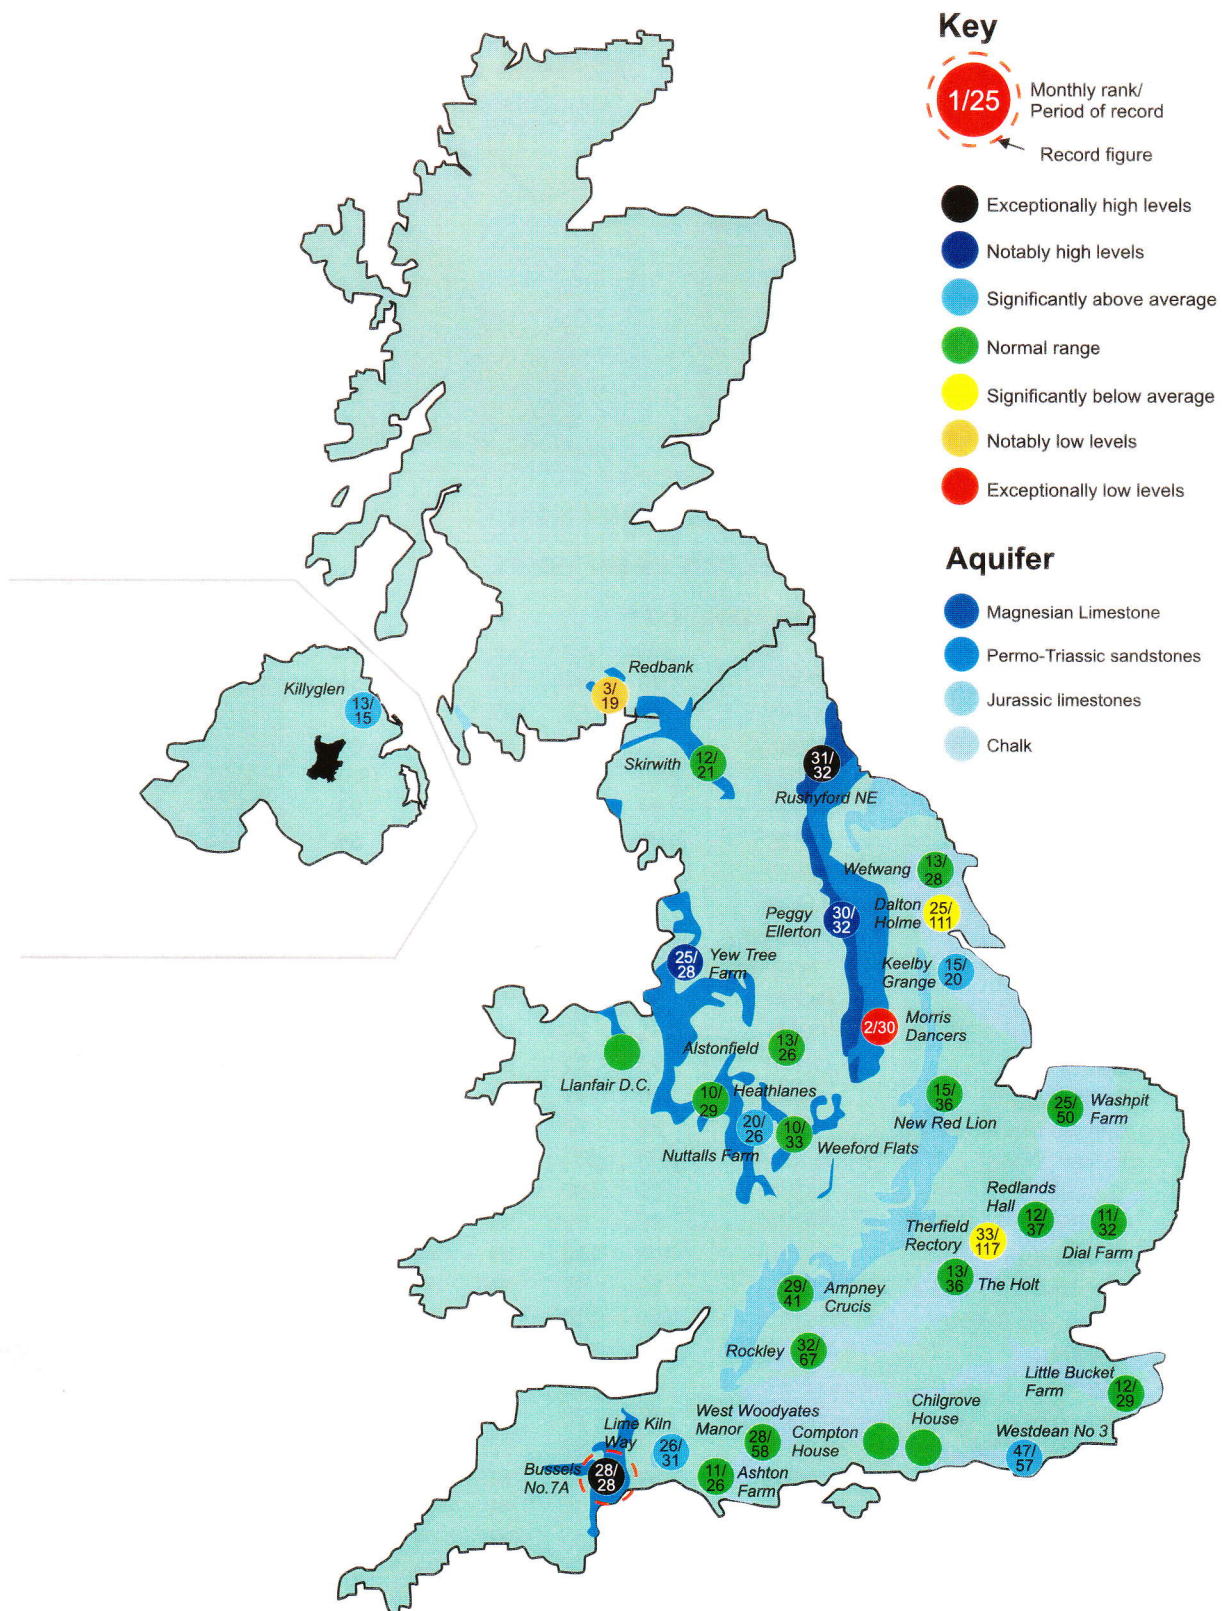 Key
1/25
Monthly rank/
Period of record
Record figure
Exceptionally high levels
Notably high levels
Significantly above average
Normal range
Significantly below average
Notably low levels
Exceptionally low levels
Aquifer
Magnesian Limestone
Permo-Triassic sandstones
Jurassic limestones
Chalk
Redbank
3/
19
Killyglen
13/
15
Skirwith
12/
21
31/
32
Rushyford NE
Wetwang
13/
28
Peggy
Ellerton
30/
32
Dalton
Holme
25/
111
Yew Tree
Farm
25/
28
Keelby
Grange
15/
20
Morris
Dancers
2/30
Alstonfield
13/
26
Llanfair D.C.
Heathlanes
10/
29
20/
26
Nuttalls Farm
10/
33
Weeford Flats
15/
36
New Red Lion
25/
50
Washpit
Farm
Redlands
Hall
12/
37
11/
32
Dial Farm
Therfield
Rectory
33/
117
13/
36
The Holt
29/
41
Ampney
Crucis
Rockley
32/
67
Little Bucket
Farm
12/
29
Chilgrove
House
West Woodyates
Manor
28/
58
Compton
House
Westdean No 3
47/
57
Lime Kiln
Way
26/
31
Bussels
No.7A
28/
28
11/
26
Ashton
Farm